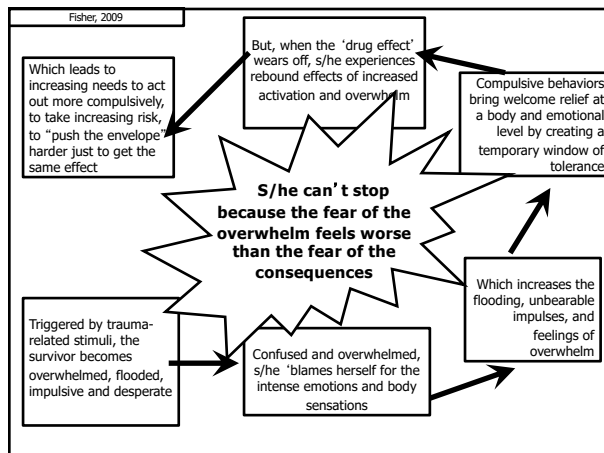 Fisher, 2009
But, when the ‘drug effect’
wears off, s/he experiences
rebound effects of increased
activation and overwhelm
Which leads to
increasing needs to act
out more compulsively,
to take increasing risk,
to “push the envelope”
harder just to get the
same effect
Compulsive behaviors
bring welcome relief at
a body and emotional
level by creating a
temporary window of
tolerance
S/he can’t stop
because the fear of the
overwhelm feels worse
than the fear of the
consequences
Triggered by trauma-
related stimuli, the
survivor becomes
overwhelmed, flooded,
impulsive and desperate
Confused and overwhelmed,
s/he ‘blames herself for the
intense emotions and body
sensations
Which increases the
flooding, unbearable
impulses, and
feelings of
overwhelm